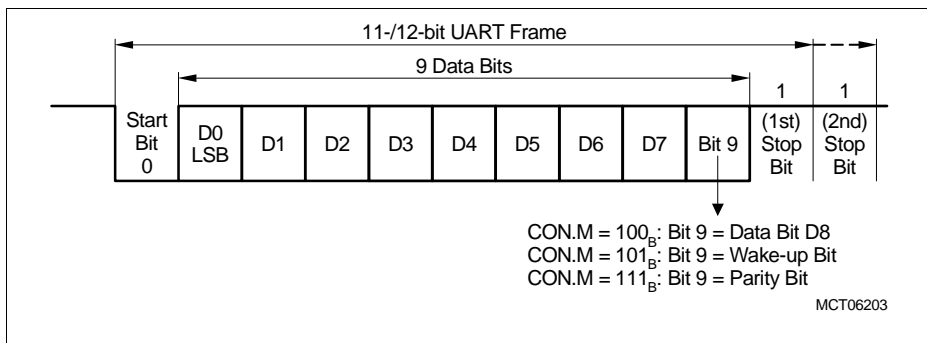 11-/12-bit UART Frame
9 Data Bits
Start Bit 0
D0 LSB
D1
D2
D3
D4
D5
D6
D7
Bit 9
1 (1st) Stop Bit
1 (2nd) Stop Bit
CON.M = 100B: Bit 9 = Data Bit D8
CON.M = 101B: Bit 9 = Wake-up Bit
CON.M = 111B: Bit 9 = Parity Bit
MCT06203